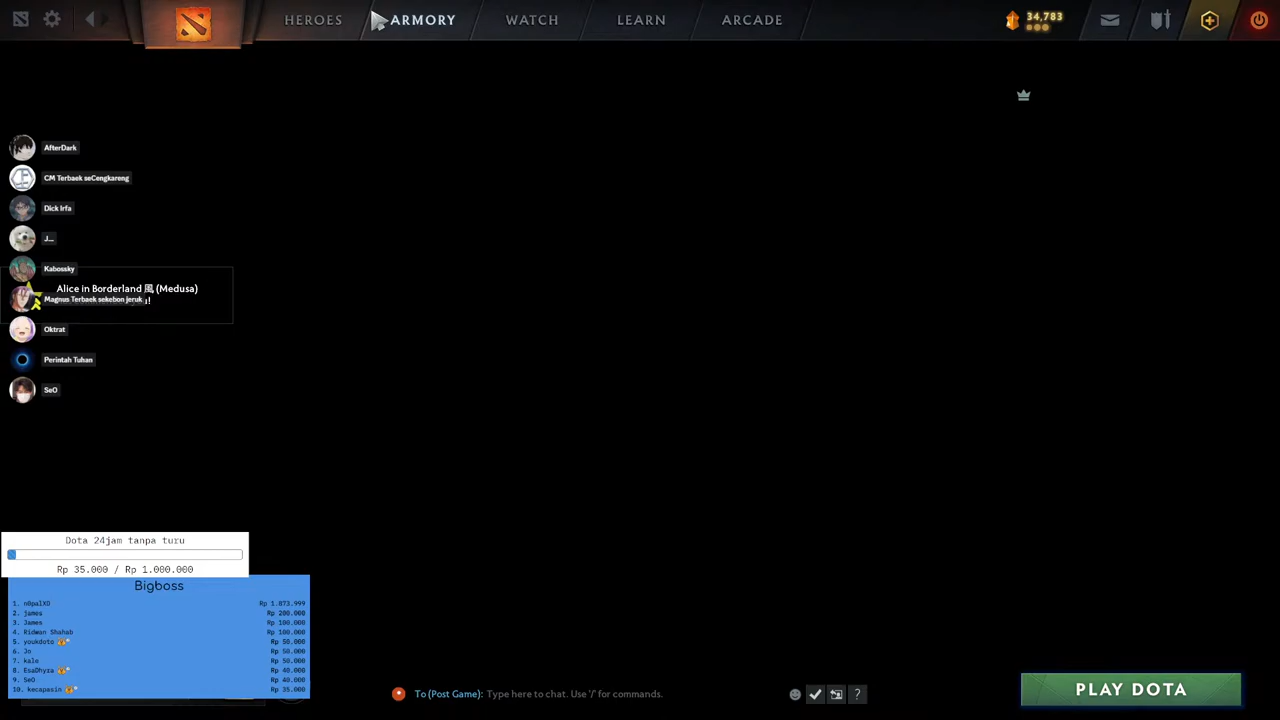 HEROES
ARMORY
WATCH
LEARN
ARCADE
34,783
AfterDark
CM Terbaek seCengkareng
Dick Irfa
J...
Kabossky
Alice in Borderland 風 (Medusa)
Magnus Terbaek sekebon jeruk
Oktrat
Perintah Tuhan
SeO
Dota 24jam tanpa turu
Rp 35.000 / Rp 1.000.000
Bigboss
1. n0palXD Rp 1.873.999
2. james Rp 200.000
3. James Rp 100.000
4. Ridwan Shahab Rp 100.000
5. youkdoto Rp 50.000
6. Jo Rp 50.000
7. kalo Rp 50.000
8. EsaDhyra Rp 40.000
9. SeO Rp 40.000
10. kecapasin Rp 35.000
To (Post Game): Type here to chat. Use '/' for commands.
?
PLAY DOTA